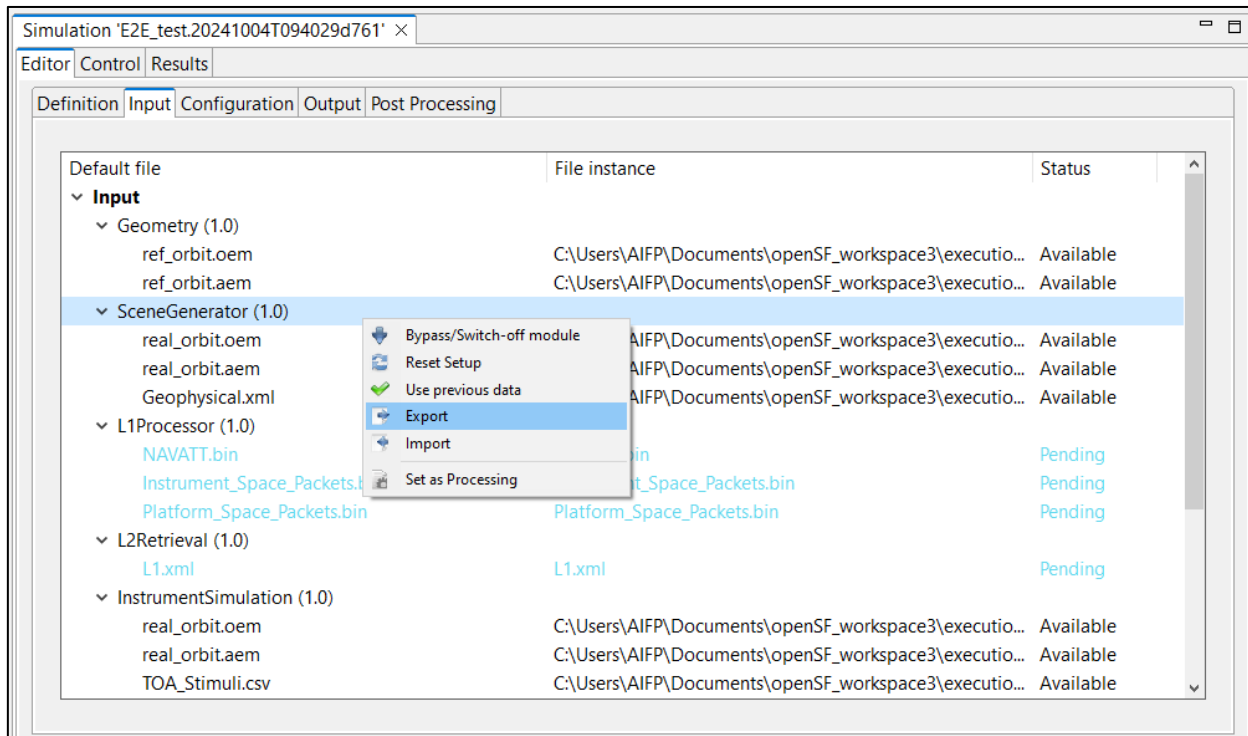 Simulation 'E2E_test.20241004T094029d761'
Editor Control Results
Definition Input Configuration Output Post Processing
Default file File instance Status
Input
Geometry (1.0)
ref_orbit.oem C:\Users\AIFP\Documents\openSF_workspace3\executio... Available
ref_orbit.aem C:\Users\AIFP\Documents\openSF_workspace3\executio... Available
SceneGenerator (1.0)
Bypass/Switch-off module
real_orbit.oem AIFP\Documents\openSF_workspace3\executio... Available
Reset Setup
real_orbit.aem AIFP\Documents\openSF_workspace3\executio... Available
Use previous data
Geophysical.xml AIFP\Documents\openSF_workspace3\executio... Available
Export
L1Processor (1.0)
Import
NAVATT.bin in Pending
Set as Processing
Instrument_Space_Packets.b t_Space_Packets.bin Pending
Platform_Space_Packets.bin Platform_Space_Packets.bin Pending
L2Retrieval (1.0)
L1.xml L1.xml Pending
InstrumentSimulation (1.0)
real_orbit.oem C:\Users\AIFP\Documents\openSF_workspace3\executio... Available
real_orbit.aem C:\Users\AIFP\Documents\openSF_workspace3\executio... Available
TOA_Stimuli.csv C:\Users\AIFP\Documents\openSF_workspace3\executio... Available